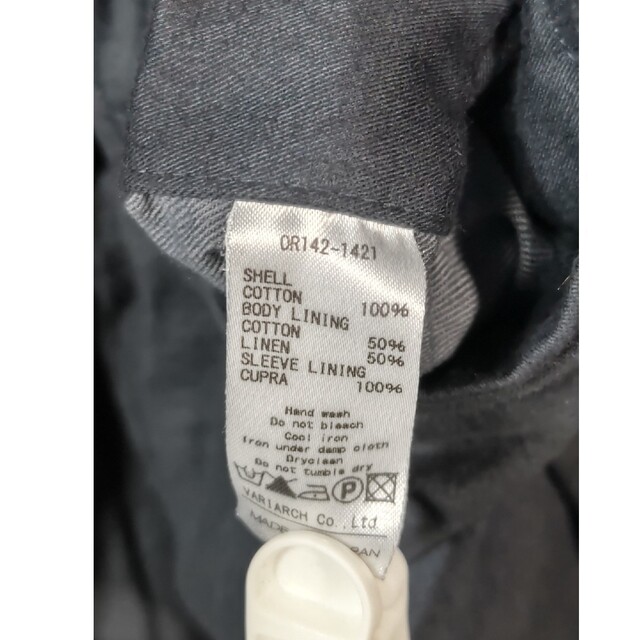 OR142-1421
SHELL
COTTON 100%
BODY LINING
COTTON 50%
LINEN 50%
SLEEVE LINING
CUPRA 100%
Hand wash
Do not bleach
Cool iron
Iron under damp cloth
Dryclean
Do not tumble dry
P
VARIARCH Co.,Ltd
MADE